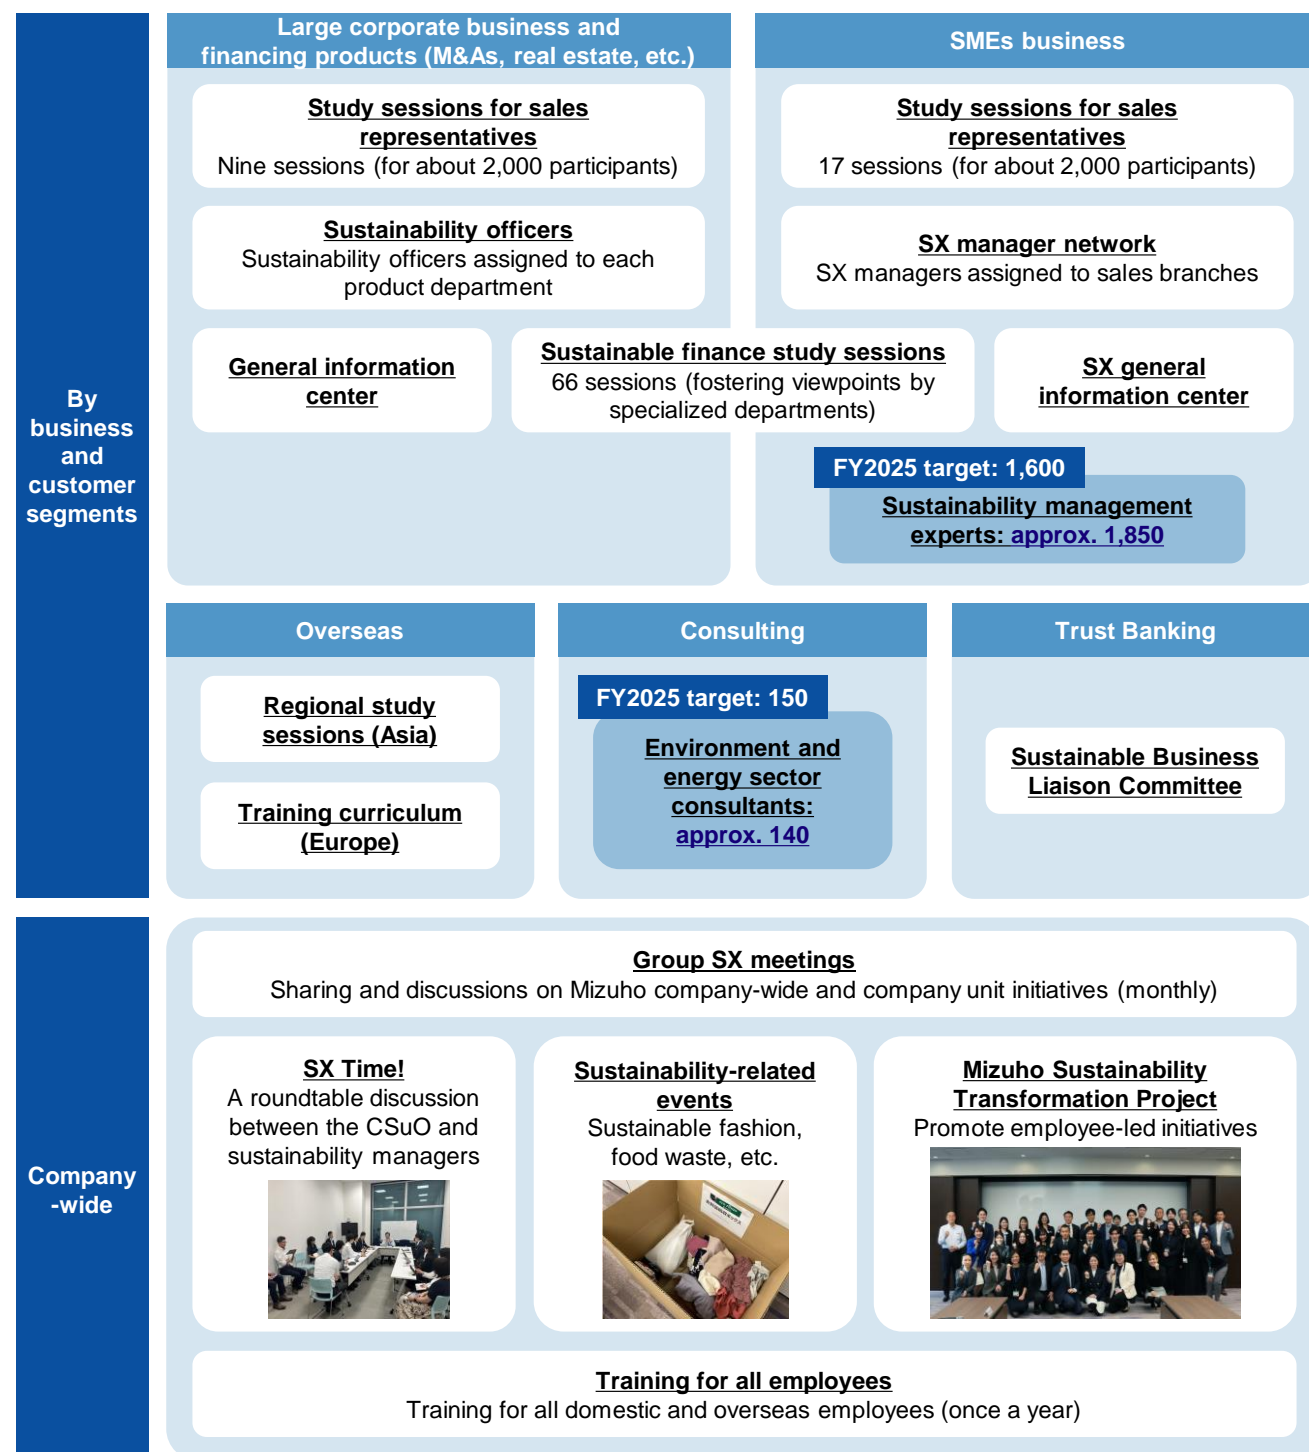 By
business
and
customer
segments
Large corporate business and
financing products (M&As, real estate, etc.)
Study sessions for sales
representatives
Nine sessions (for about 2,000 participants)
Sustainability officers
Sustainability officers assigned to each
product department
General information
center
Sustainable finance study sessions
66 sessions (fostering viewpoints by
specialized departments)
SMEs business
Study sessions for sales
representatives
17 sessions (for about 2,000 participants)
SX manager network
SX managers assigned to sales branches
SX general
information center
FY2025 target: 1,600
Sustainability management
experts: approx. 1,850
Overseas
Regional study
sessions (Asia)
Training curriculum
(Europe)
Consulting
FY2025 target: 150
Environment and
energy sector
consultants:
approx. 140
Trust Banking
Sustainable Business
Liaison Committee
Company
-wide
Group SX meetings
Sharing and discussions on Mizuho company-wide and company unit initiatives (monthly)
SX Time!
A roundtable discussion
between the CSuO and
sustainability managers
Sustainability-related
events
Sustainable fashion,
food waste, etc.
Mizuho Sustainability
Transformation Project
Promote employee-led initiatives
Training for all employees
Training for all domestic and overseas employees (once a year)